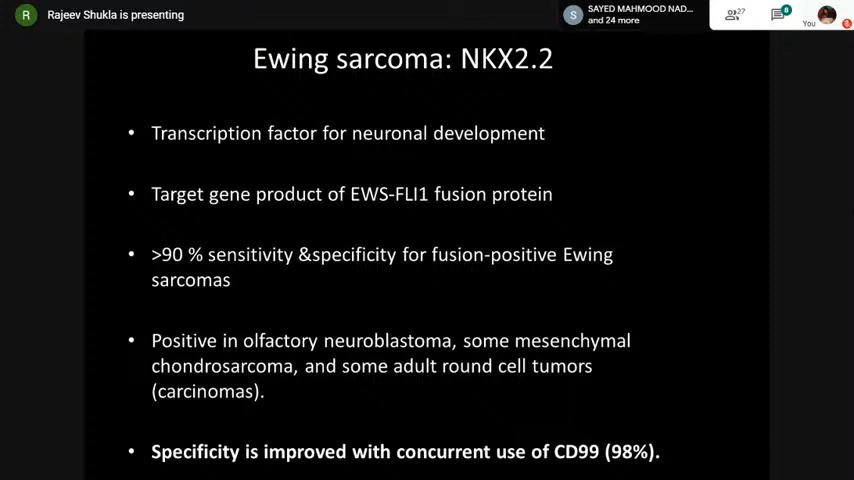 R Rajeev Shukla is presenting
S SAYED MAHMOOD NAD...
and 24 more
27
8
You
Ewing sarcoma: NKX2.2
• Transcription factor for neuronal development
• Target gene product of EWS-FLI1 fusion protein
• >90 % sensitivity &specificity for fusion-positive Ewing
sarcomas
• Positive in olfactory neuroblastoma, some mesenchymal
chondrosarcoma, and some adult round cell tumors
(carcinomas).
• Specificity is improved with concurrent use of CD99 (98%).